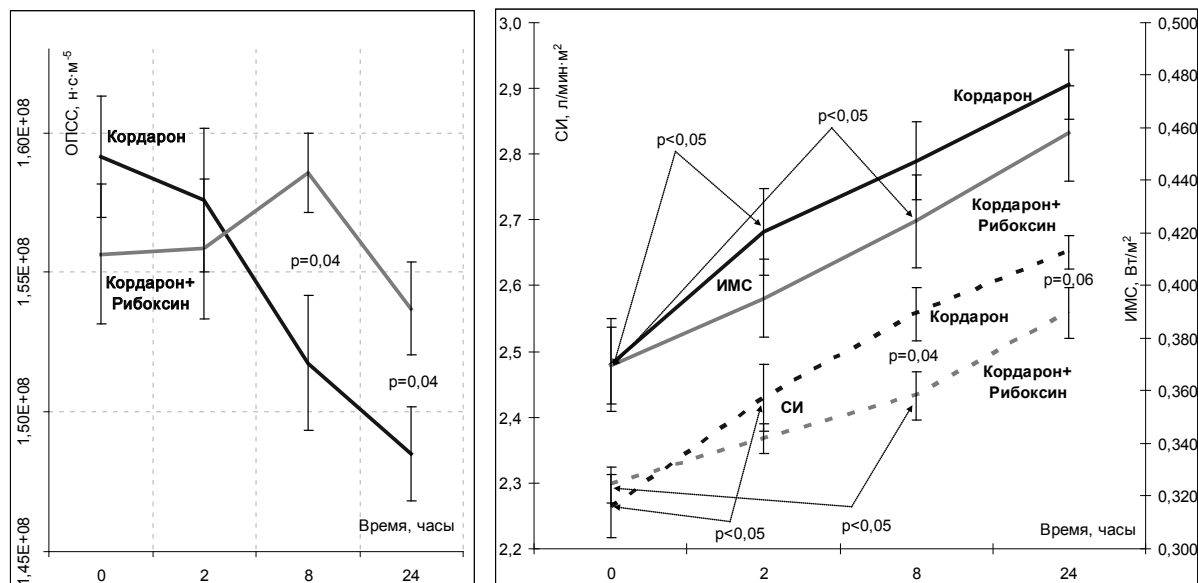 ОПСС, н·с·м⁻⁵
1,60E+08
1,55E+08
1,50E+08
1,45E+08
Кордарон
Кордарон+
Рибоксин
p=0,04
p=0,04
Время, часы
0 2 8 24
СИ, л/мин·м²
3,0
2,9
2,8
2,7
2,6
2,5
2,4
2,3
2,2
p<0,05
p<0,05
Кордарон
Кордарон+
Рибоксин
ИМС
p=0,06
Кордарон
p=0,04
Кордарон+
Рибоксин
СИ
p<0,05
p<0,05
Время, часы
0 2 8 24
ИМС, Вт/м²
0,500
0,480
0,460
0,440
0,420
0,400
0,380
0,360
0,340
0,320
0,300